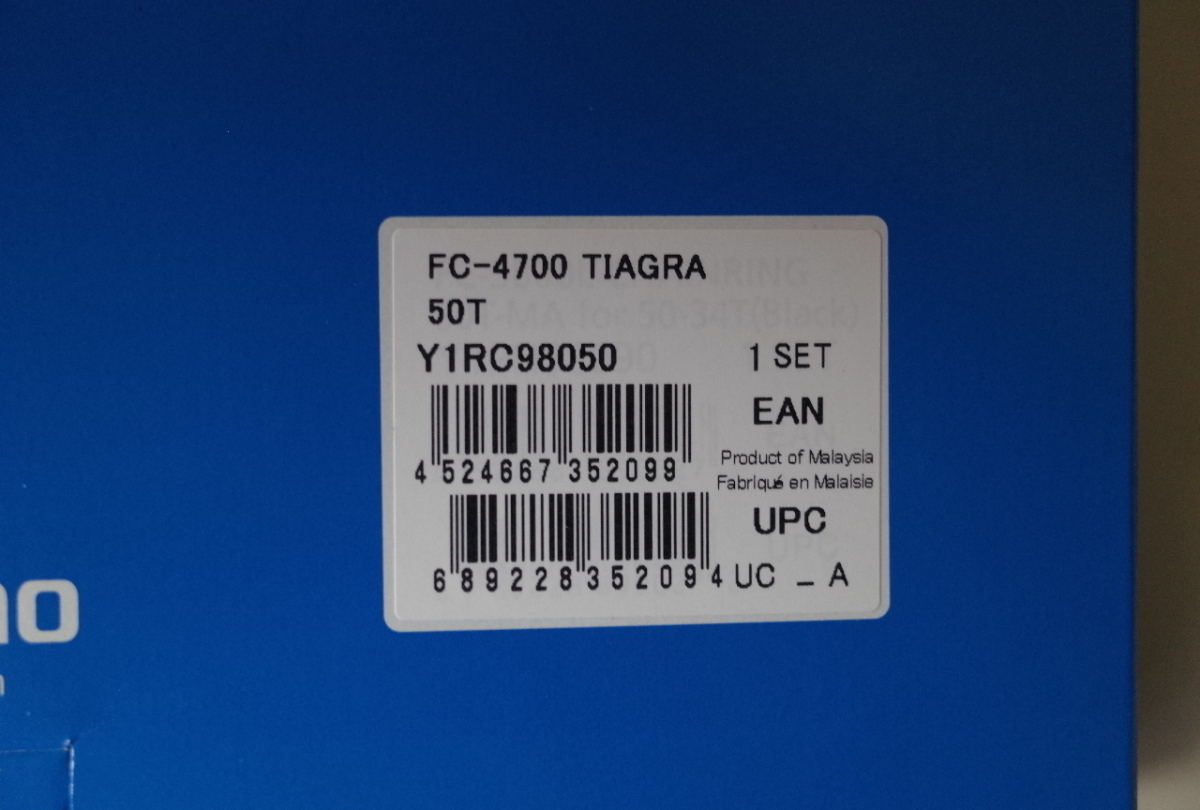 FC-4700 TIAGRA
50T
Y1RC98050 1 SET
EAN
4 524667 352099
Product of Malaysia
Fabriqué en Malaisie
UPC
6 89228 35209 4 UC _ A
no